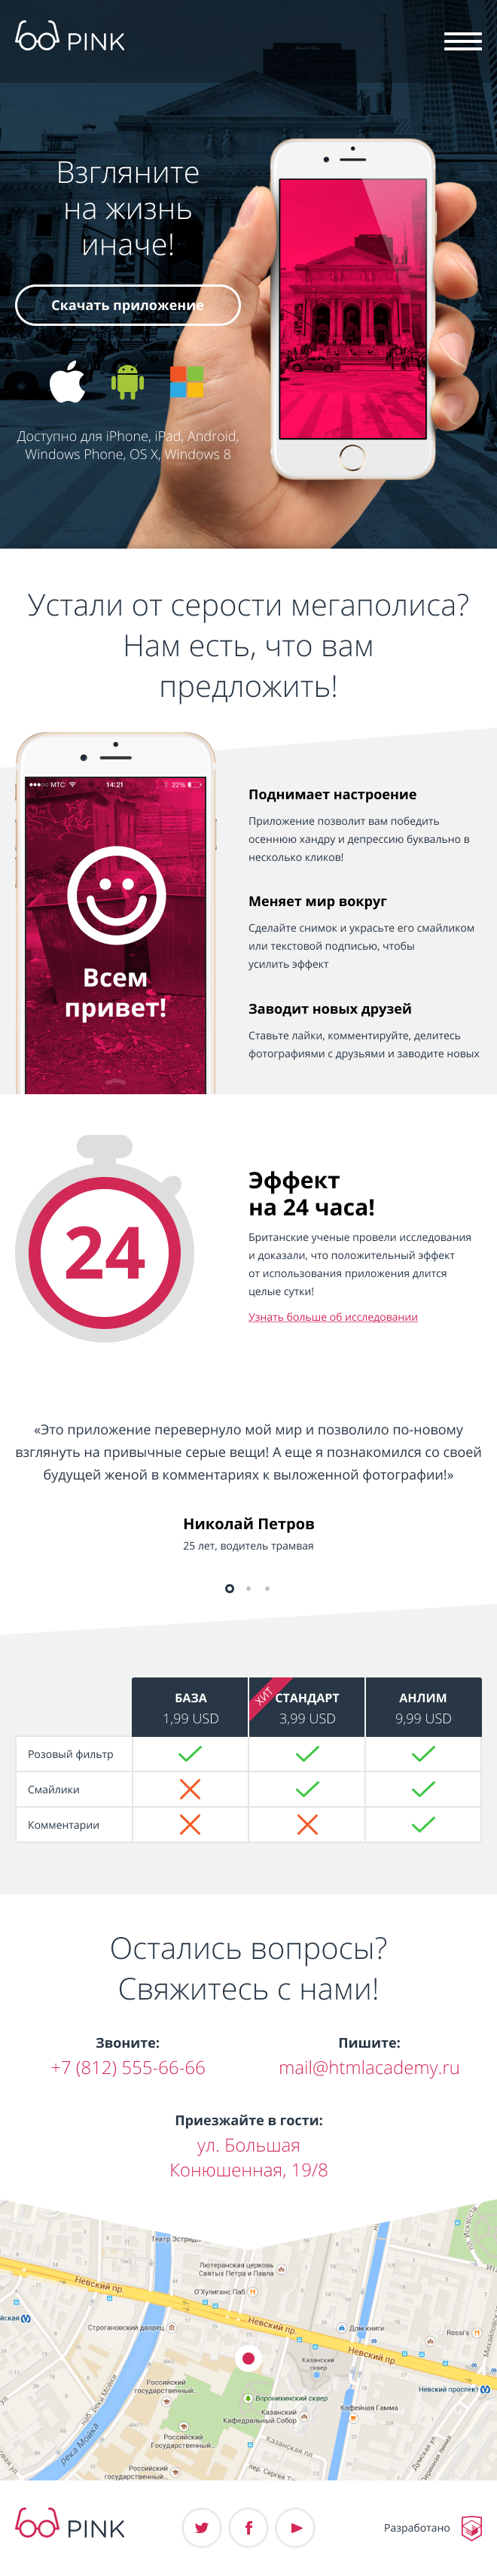 PINK
Взгляните
на жизнь
иначе!
Скачать приложение
Доступно для iPhone, iPad, Android,
Windows Phone, OS X, Windows 8
Устали от серости мегаполиса?
Нам есть, что вам
предложить!
МТС 14:21 22%
Всем
привет!
Поднимает настроение
Приложение позволит вам победить
осеннюю хандру и депрессию буквально в
несколько кликов!
Меняет мир вокруг
Сделайте снимок и украсьте его смайликом
или текстовой подписью, чтобы
усилить эффект
Заводит новых друзей
Ставьте лайки, комментируйте, делитесь
фотографиями с друзьями и заводите новых
24
Эффект
на 24 часа!
Британские ученые провели исследования
и доказали, что положительный эффект
от использования приложения длится
целые сутки!
Узнать больше об исследовании
«Это приложение перевернуло мой мир и позволило по-новому
взглянуть на привычные серые вещи! А еще я познакомился со своей
будущей женой в комментариях к выложенной фотографии!»
Николай Петров
25 лет, водитель трамвая
БАЗА ХИТ СТАНДАРТ АНЛИМ
1,99 USD 3,99 USD 9,99 USD
Розовый фильтр
Смайлики
Комментарии
Остались вопросы?
Свяжитесь с нами!
Звоните: Пишите:
+7 (812) 555-66-66 mail@htmlacademy.ru
Приезжайте в гости:
ул. Большая
Конюшенная, 19/8
Театр Эстрад..
Лютеранская церковь
Святых Петра и Павла
Невский пр.
О'Хулиганс Паб
Строгановский дворец
Невский пр.
Дом книги
Rossi's
Казанский
сквер
Невский пр.
Российский
государственный...
Невский проспект
Воронихинский сквер
наб. реки Мойки
Казанский
Кафедральный Собор
Кофейная Гамма
река Мойка
Российский
Государственный...
Казанская пл.
Думская ул.
Российский
государственный...
пер. Сергея
PINK
Разработано